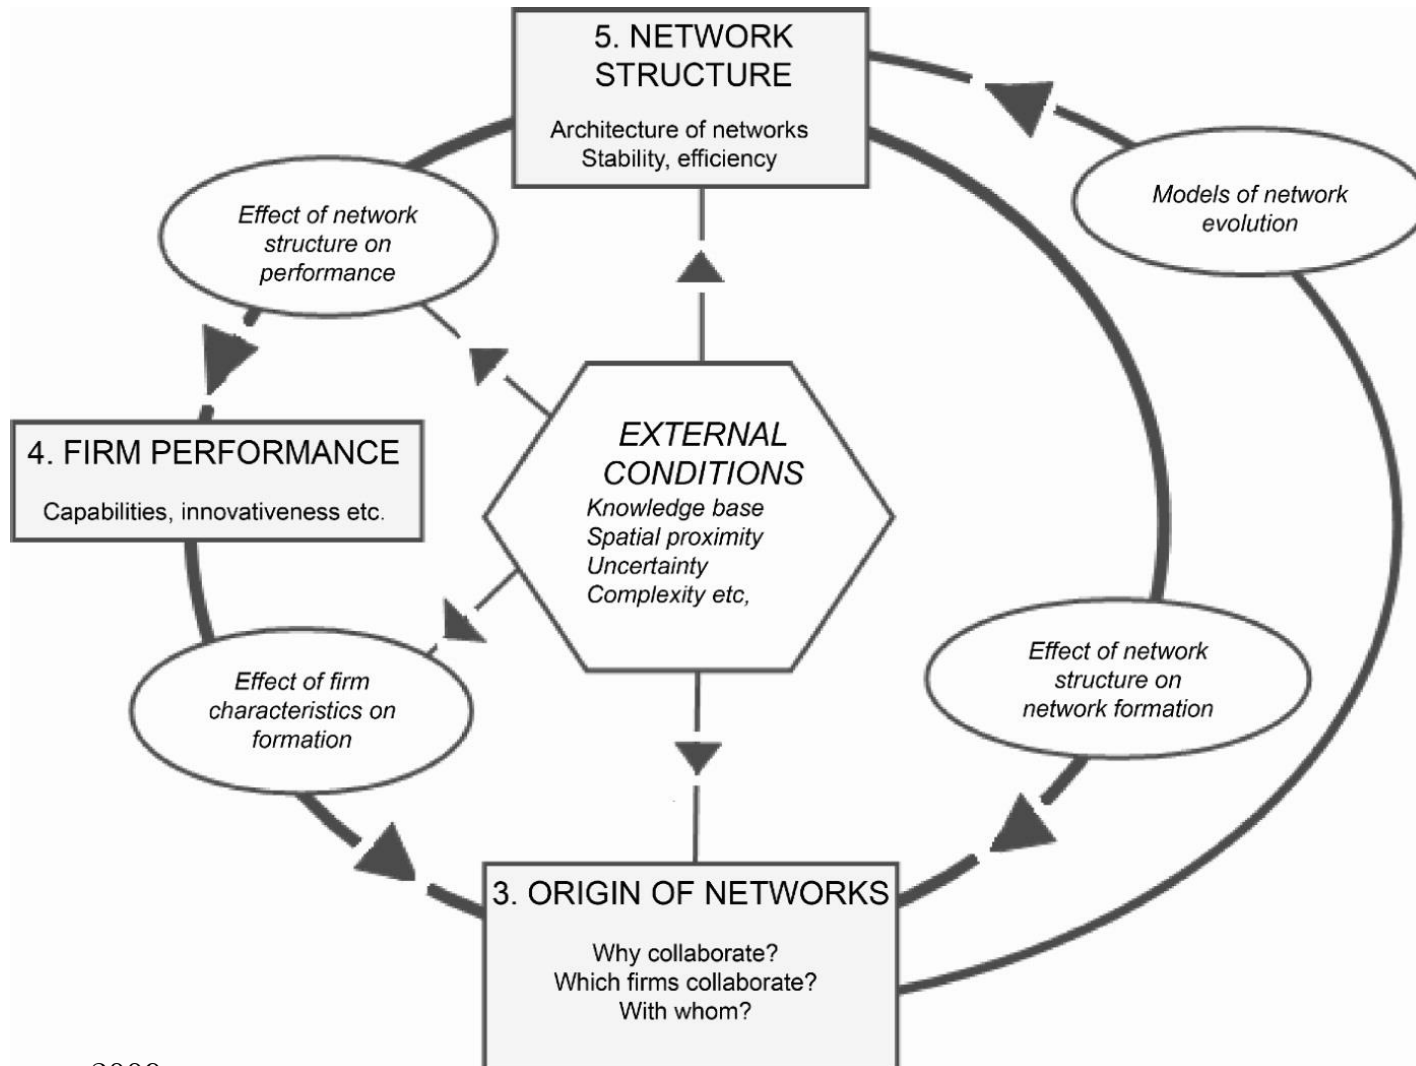 5. NETWORK
STRUCTURE
Architecture of networks
Stability, efficiency
Models of network
evolution
Effect of network
structure on
performance
4. FIRM PERFORMANCE
Capabilities, innovativeness etc.
EXTERNAL
CONDITIONS
Knowledge base
Spatial proximity
Uncertainty
Complexity etc,
Effect of firm
characteristics on
formation
Effect of network
structure on
network formation
3. ORIGIN OF NETWORKS
Why collaborate?
Which firms collaborate?
With whom?